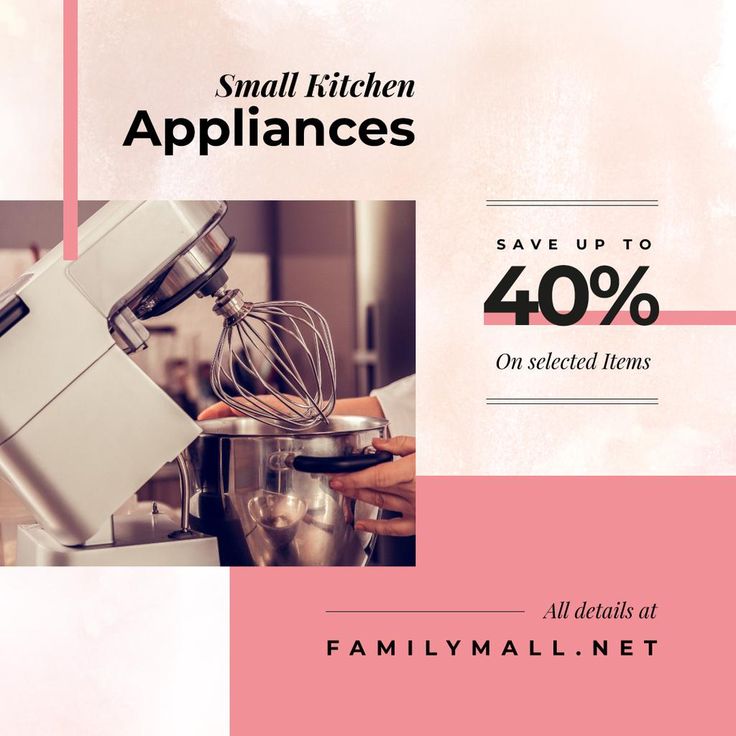 Small Kitchen
Appliances
SAVE UP TO
40%
On selected Items
All details at
FAMILYMALL.NET